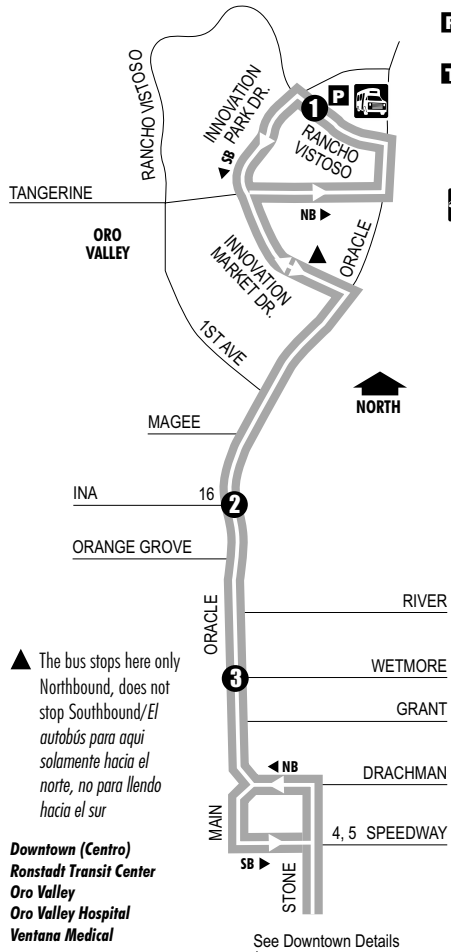 P
T
RANCHO VISTOSO
INNOVATION
PARK DR.
SB
1
P
RANCHO
VISTOSO
TANGERINE
NB
ORO
VALLEY
INNOVATION
MARKET DR.
ORACLE
1ST AVE
NORTH
MAGEE
INA
16
2
ORANGE GROVE
ORACLE
RIVER
3
WETMORE
GRANT
▲ The bus stops here only
Northbound, does not
stop Southbound/El
autobús para aqui
solamente hacia el
norte, no para llendo
hacia el sur
NB
DRACHMAN
MAIN
4, 5 SPEEDWAY
SB
STONE
Downtown (Centro)
Ronstadt Transit Center
Oro Valley
Oro Valley Hospital
Ventana Medical
See Downtown Details